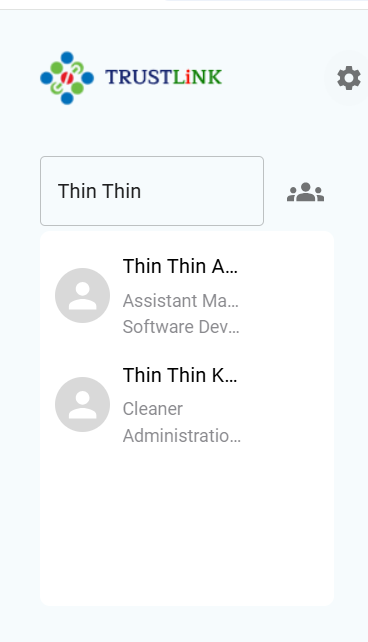 TRUSTLiNK
Thin Thin
Thin Thin A...
Assistant Ma...
Software Dev...
Thin Thin K...
Cleaner
Administratio...